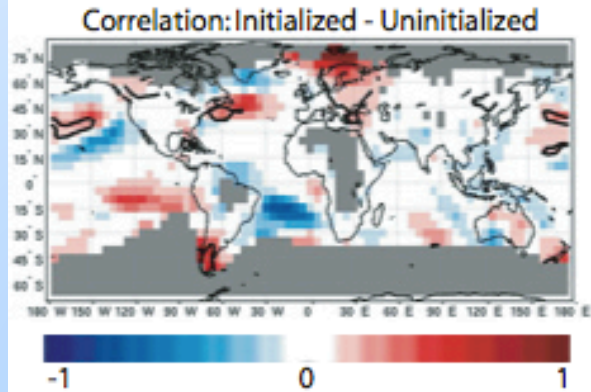 Correlation: Initialized - Uninitialized
75° N
60° N
45° N
30° N
15° N
0°
15° S
30° S
45° S
60° S
180 W 150 W 120 W 90 W 60 W 30 W 0 30 E 60 E 90 E 120 E 150 E 180 E
-1 0 1